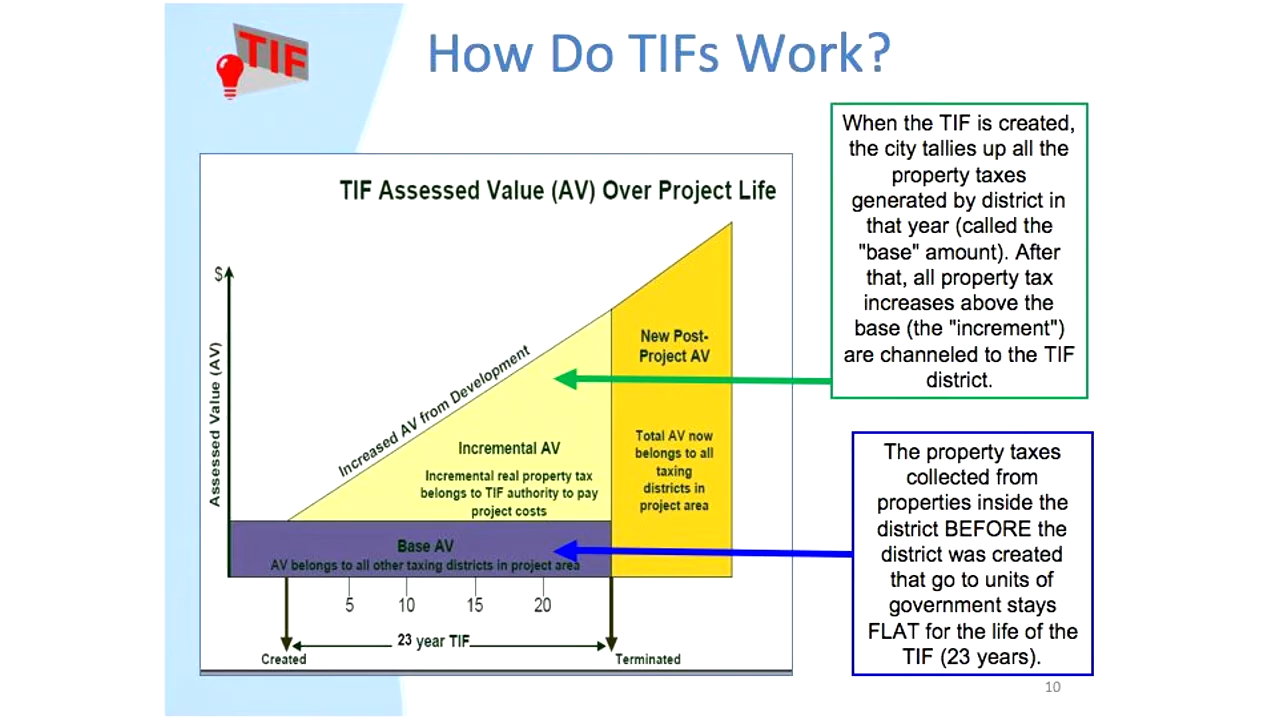 TIF
How Do TIFs Work?
When the TIF is created,
the city tallies up all the
property taxes
generated by district in
that year (called the
"base" amount). After
that, all property tax
increases above the
base (the "increment")
are channeled to the TIF
district.
TIF Assessed Value (AV) Over Project Life
$
Assessed Value (AV)
Increased AV from Development
New Post-
Project AV
Incremental AV
Incremental real property tax
belongs to TIF authority to pay
project costs
Total AV now
belongs to all
taxing
districts in
project area
Base AV
AV belongs to all other taxing districts in project area
5 10 15 20
23 year TIF
Created
Terminated
The property taxes
collected from
properties inside the
district BEFORE the
district was created
that go to units of
government stays
FLAT for the life of the
TIF (23 years).
10